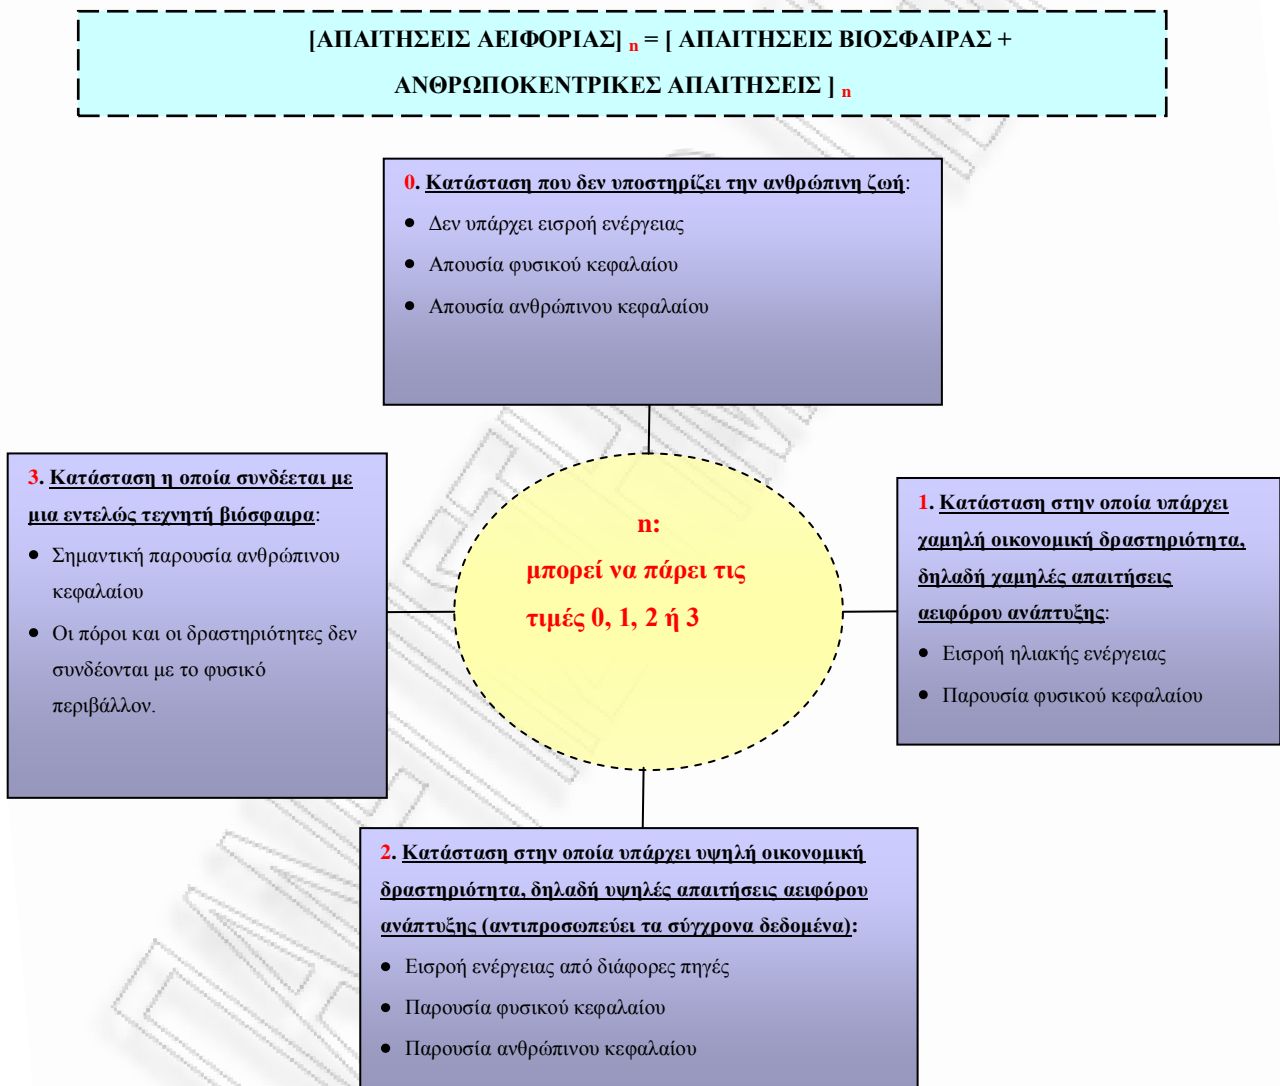 [ΑΠΑΙΤΗΣΕΙΣ ΑΕΙΦΟΡΙΑΣ] n = [ ΑΠΑΙΤΗΣΕΙΣ ΒΙΟΣΦΑΙΡΑΣ +
ΑΝΘΡΩΠΟΚΕΝΤΡΙΚΕΣ ΑΠΑΙΤΗΣΕΙΣ ] n
0. Κατάσταση που δεν υποστηρίζει την ανθρώπινη ζωή:
• Δεν υπάρχει εισροή ενέργειας
• Απουσία φυσικού κεφαλαίου
• Απουσία ανθρώπινου κεφαλαίου
3. Κατάσταση η οποία συνδέεται με
μια εντελώς τεχνητή βιόσφαιρα:
• Σημαντική παρουσία ανθρώπινου
κεφαλαίου
• Οι πόροι και οι δραστηριότητες δεν
συνδέονται με το φυσικό
περιβάλλον.
n:
μπορεί να πάρει τις
τιμές 0, 1, 2 ή 3
1. Κατάσταση στην οποία υπάρχει
χαμηλή οικονομική δραστηριότητα,
δηλαδή χαμηλές απαιτήσεις
αειφόρου ανάπτυξης:
• Εισροή ηλιακής ενέργειας
• Παρουσία φυσικού κεφαλαίου
2. Κατάσταση στην οποία υπάρχει υψηλή οικονομική
δραστηριότητα, δηλαδή υψηλές απαιτήσεις αειφόρου
ανάπτυξης (αντιπροσωπεύει τα σύγχρονα δεδομένα):
• Εισροή ενέργειας από διάφορες πηγές
• Παρουσία φυσικού κεφαλαίου
• Παρουσία ανθρώπινου κεφαλαίου